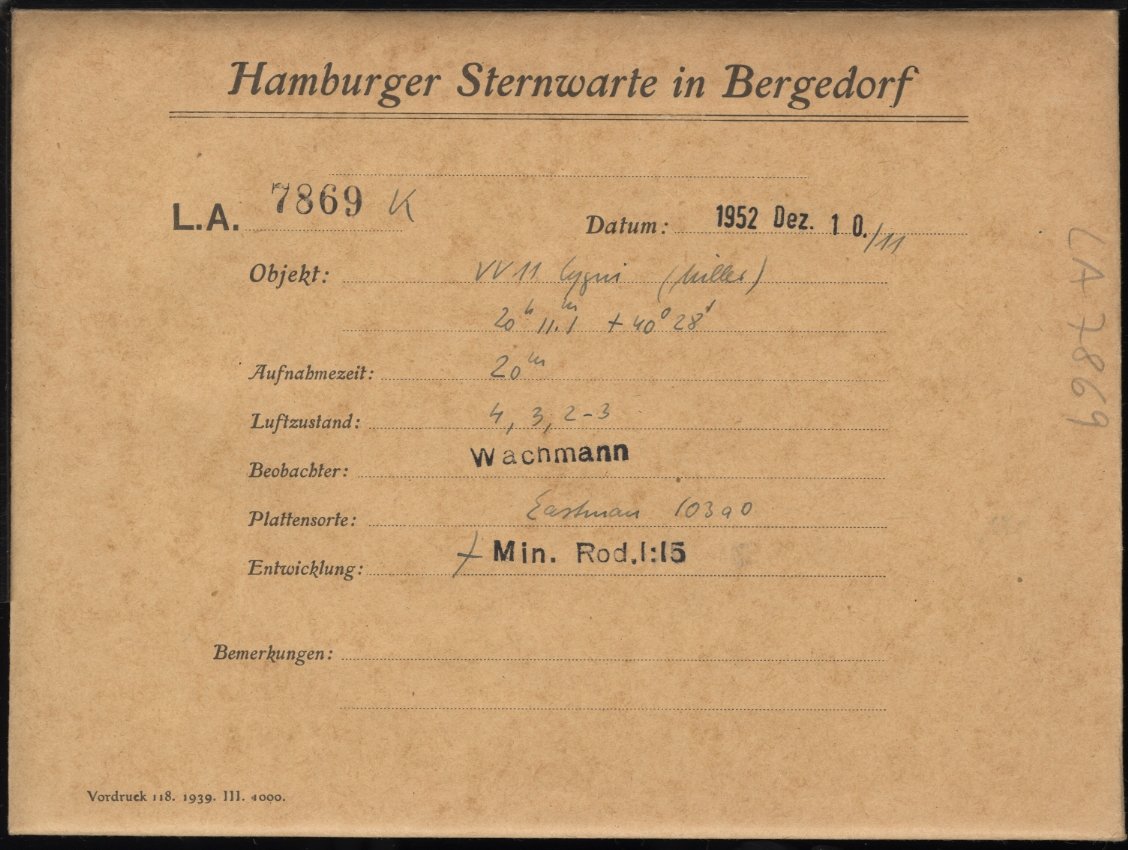 Hamburger Sternwarte in Bergedorf
L.A. 7869 K
Datum: 1952 Dez. 10./11
Objekt: VV 11 Cygni (Miller)
20ʰ 11.ᵐ1 +40° 28'
Aufnahmezeit: 20ᵐ
Luftzustand: 4, 3, 2-3
Beobachter: Wachmann
Plattensorte: Eastman 103a0
Entwicklung: 7 Min. Rod.1:15
Bemerkungen:
Vordruck 118. 1939. III. 4000.
LA 7869